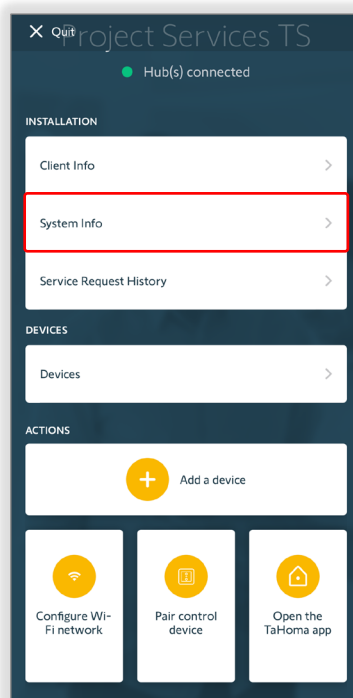 Quit
Project Services TS
Hub(s) connected
INSTALLATION
Client Info
System Info
Service Request History
DEVICES
Devices
ACTIONS
Add a device
Configure Wi-
Fi network
Pair control
device
Open the
TaHoma app